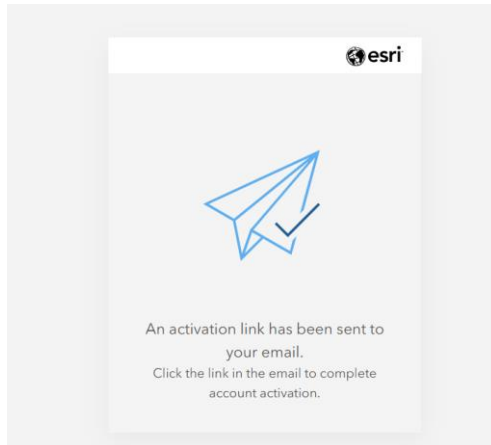 esri
An activation link has been sent to
your email.
Click the link in the email to complete
account activation.